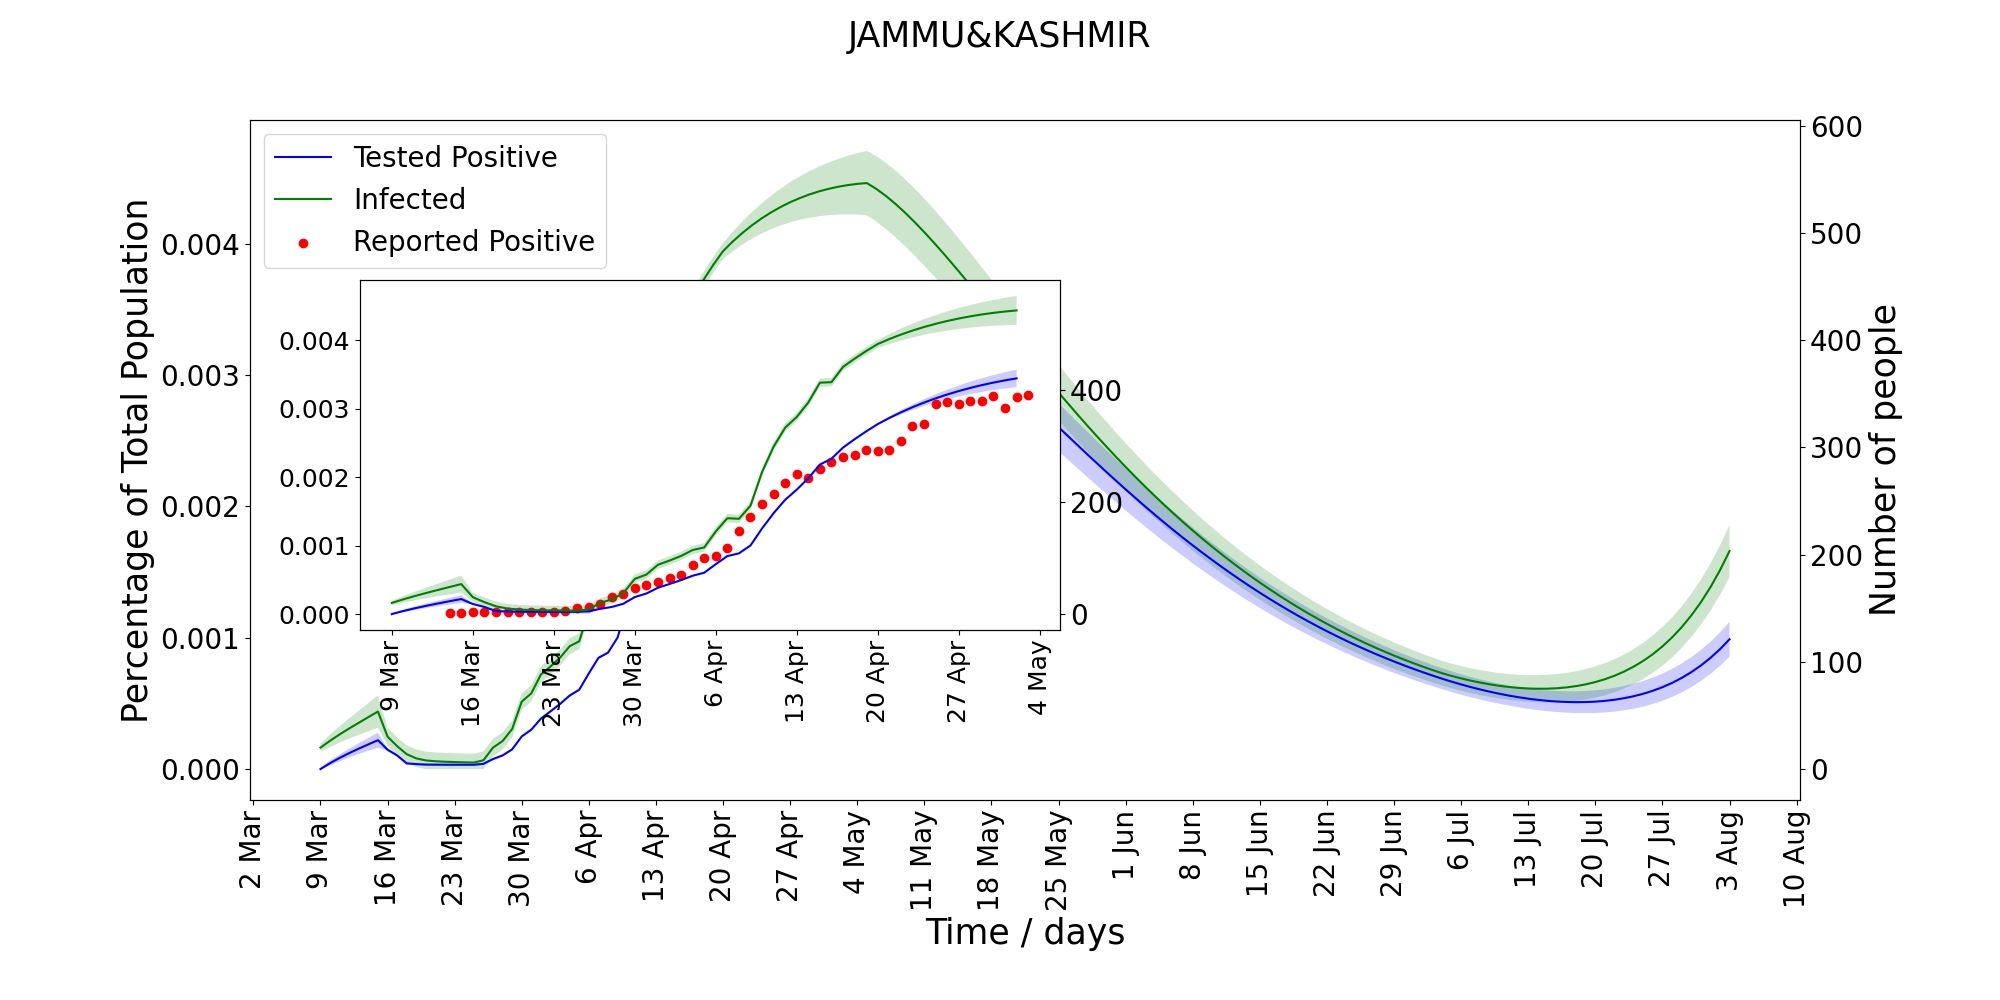 JAMMU&KASHMIR
Tested Positive
Infected
Reported Positive
Percentage of Total Population
0.004
0.003
0.002
0.001
0.000
600
500
400
300
200
100
0
Number of people
0.004
0.003
0.002
0.001
0.000
400
200
0
9 Mar
16 Mar
23 Mar
30 Mar
6 Apr
13 Apr
20 Apr
27 Apr
4 May
2 Mar
9 Mar
16 Mar
23 Mar
30 Mar
6 Apr
13 Apr
20 Apr
27 Apr
4 May
11 May
18 May
25 May
1 Jun
8 Jun
15 Jun
22 Jun
29 Jun
6 Jul
13 Jul
20 Jul
27 Jul
3 Aug
10 Aug
Time / days